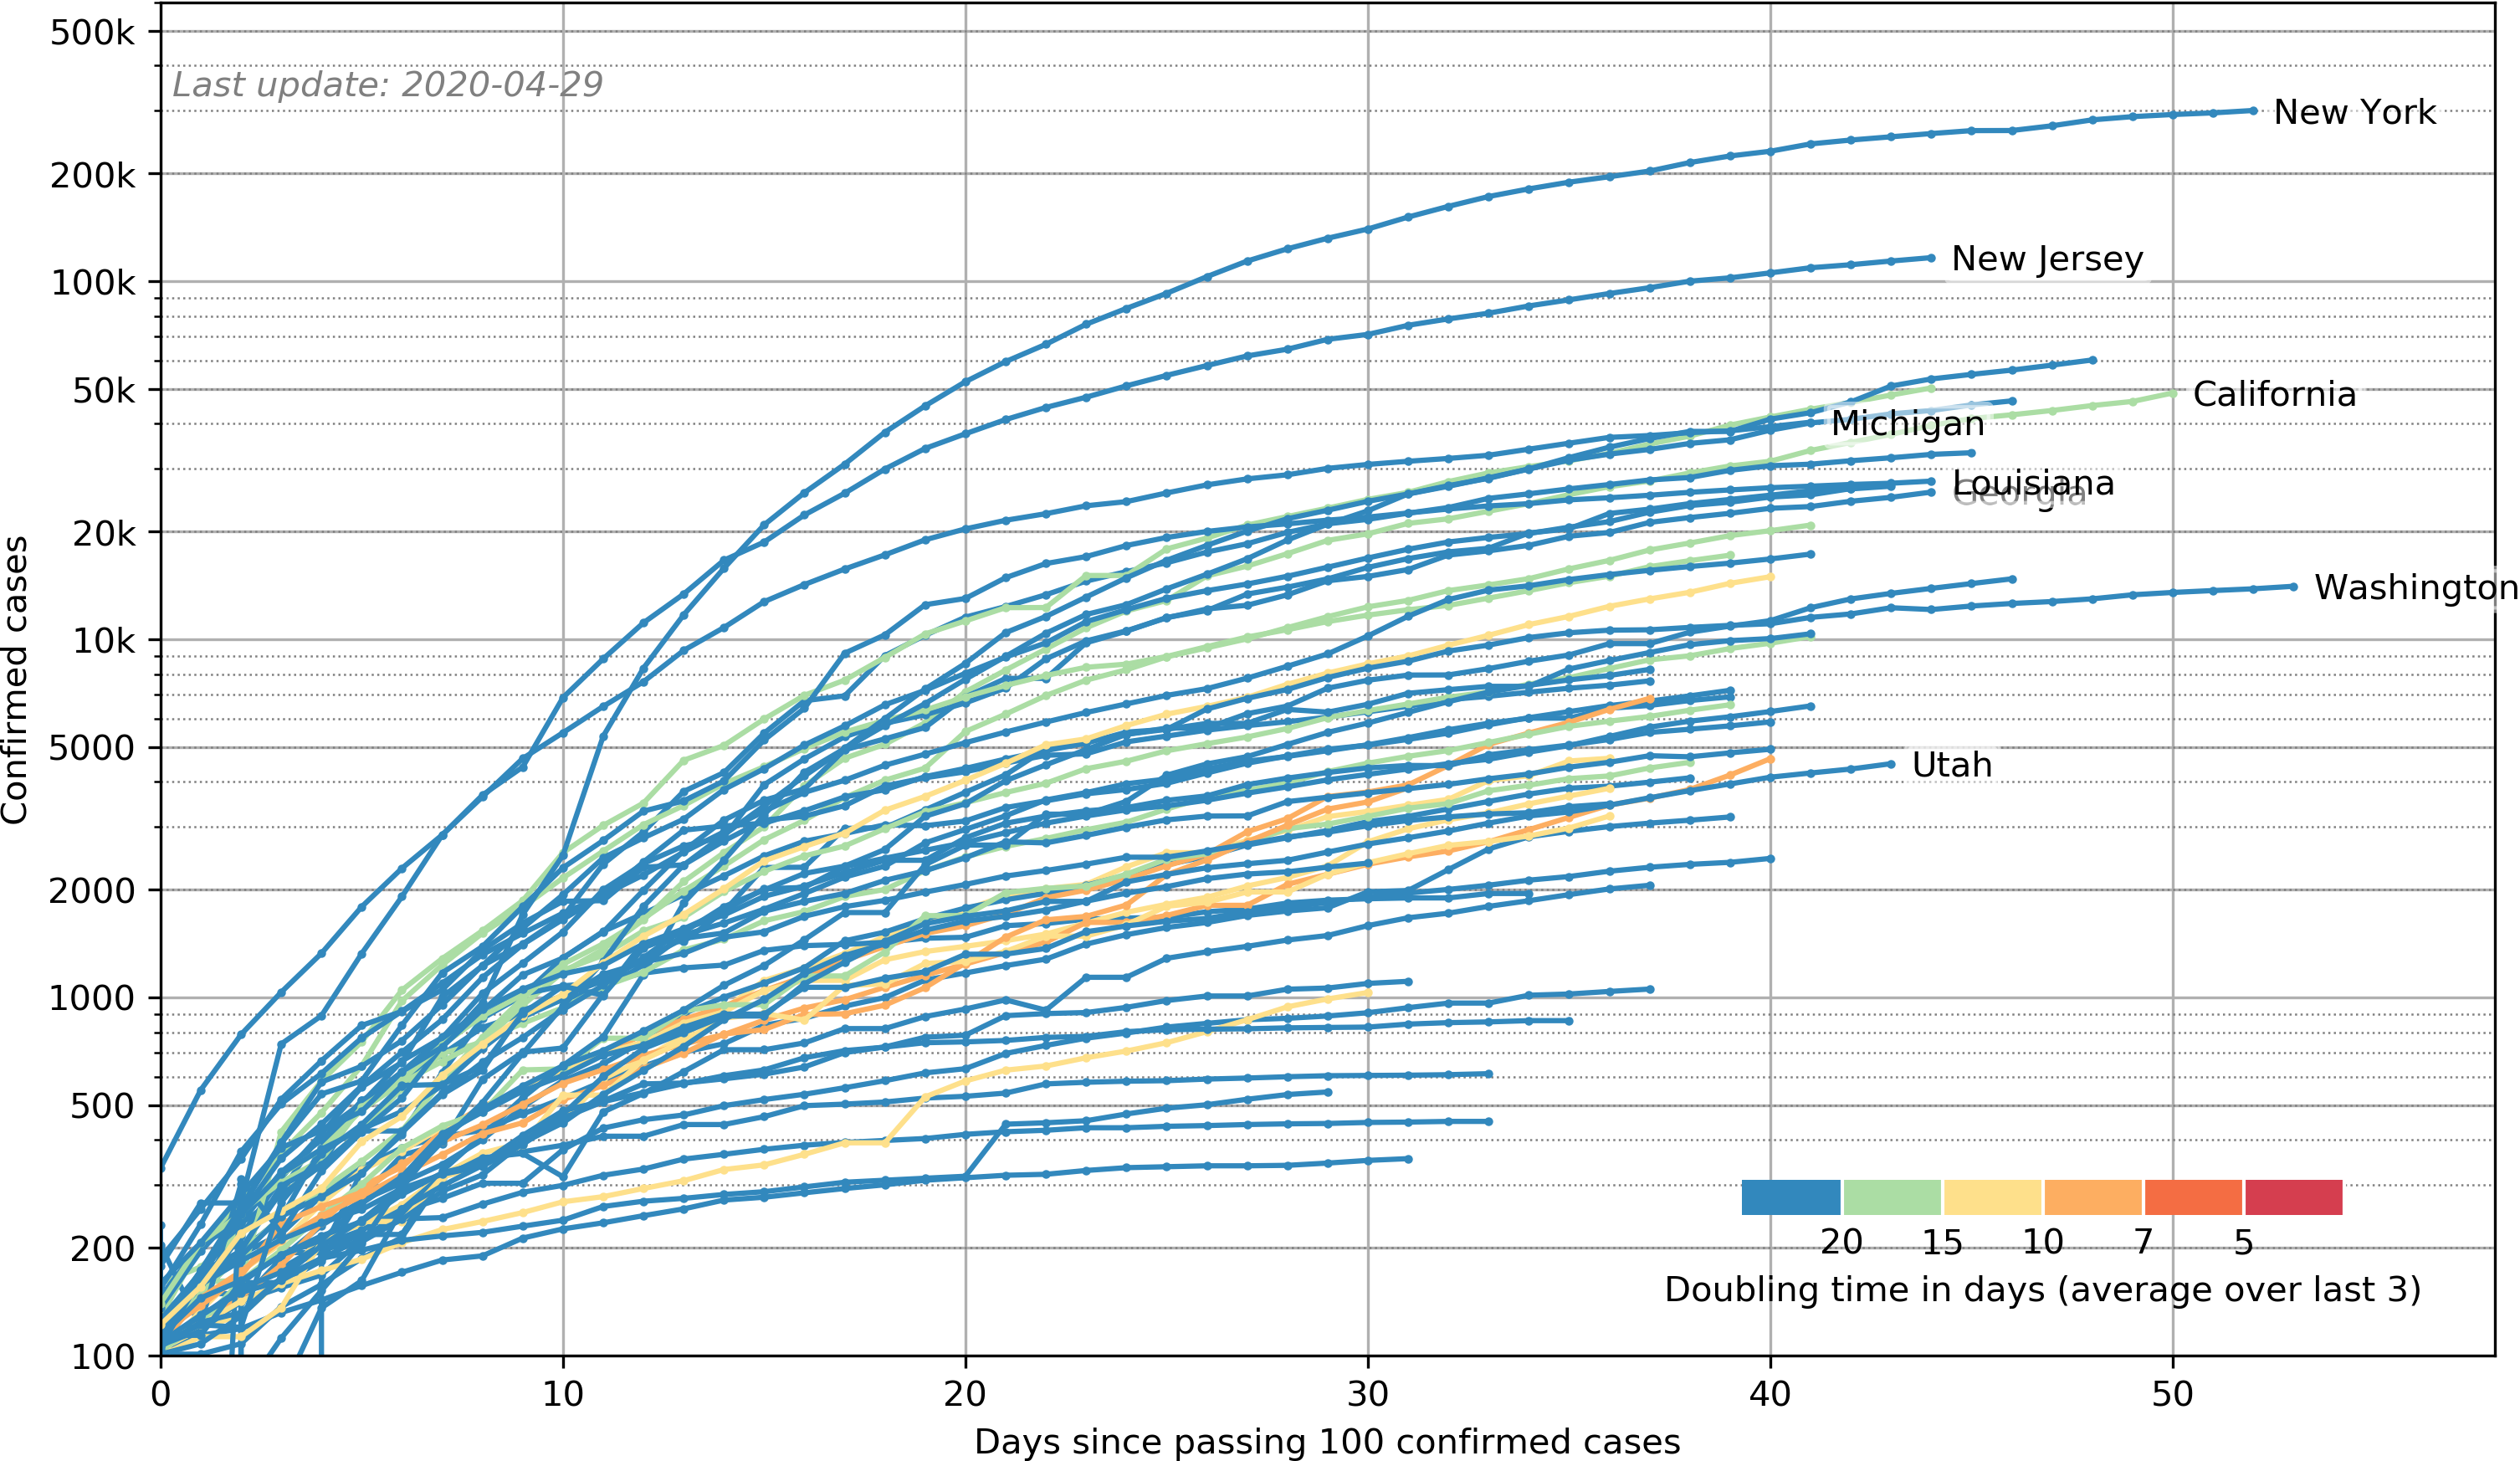 500k
Last update: 2020-04-29
New York
200k
New Jersey
100k
50k
California
Michigan
Louisiana
Georgia
20k
Washington
10k
5000
Utah
2000
1000
500
200
100
20 15 10 7 5
Doubling time in days (average over last 3)
0 10 20 30 40 50
Days since passing 100 confirmed cases
Confirmed cases